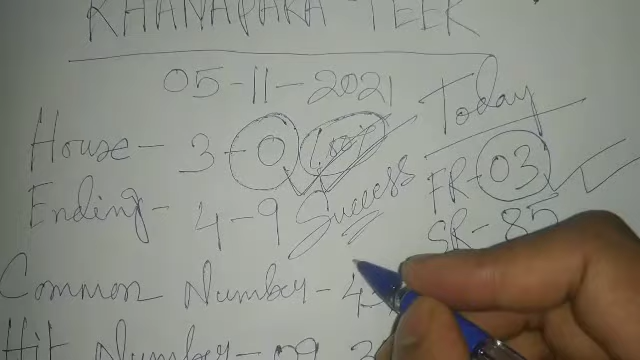 KHANAPARA - TEER
05-11-2021
House - 3-0 Today
Ending - 4-9 Success FR-03
SR-85
Common Number - 4-
Hit Number - 09